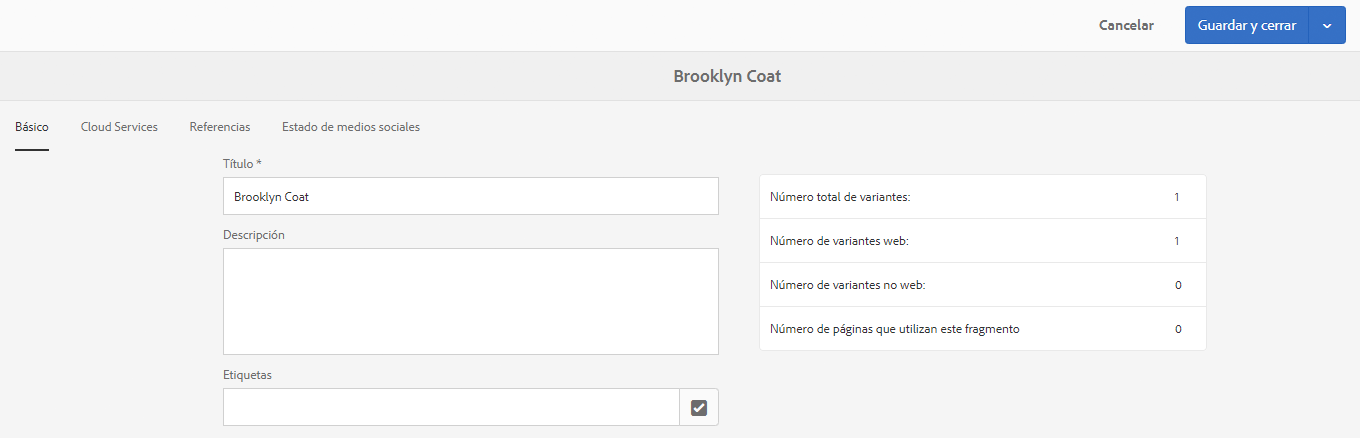 Cancelar
Guardar y cerrar
Brooklyn Coat
Básico
Cloud Services
Referencias
Estado de medios sociales
Título *
Brooklyn Coat
Descripción
Etiquetas
Número total de variantes: 1
Número de variantes web: 1
Número de variantes no web: 0
Número de páginas que utilizan este fragmento 0